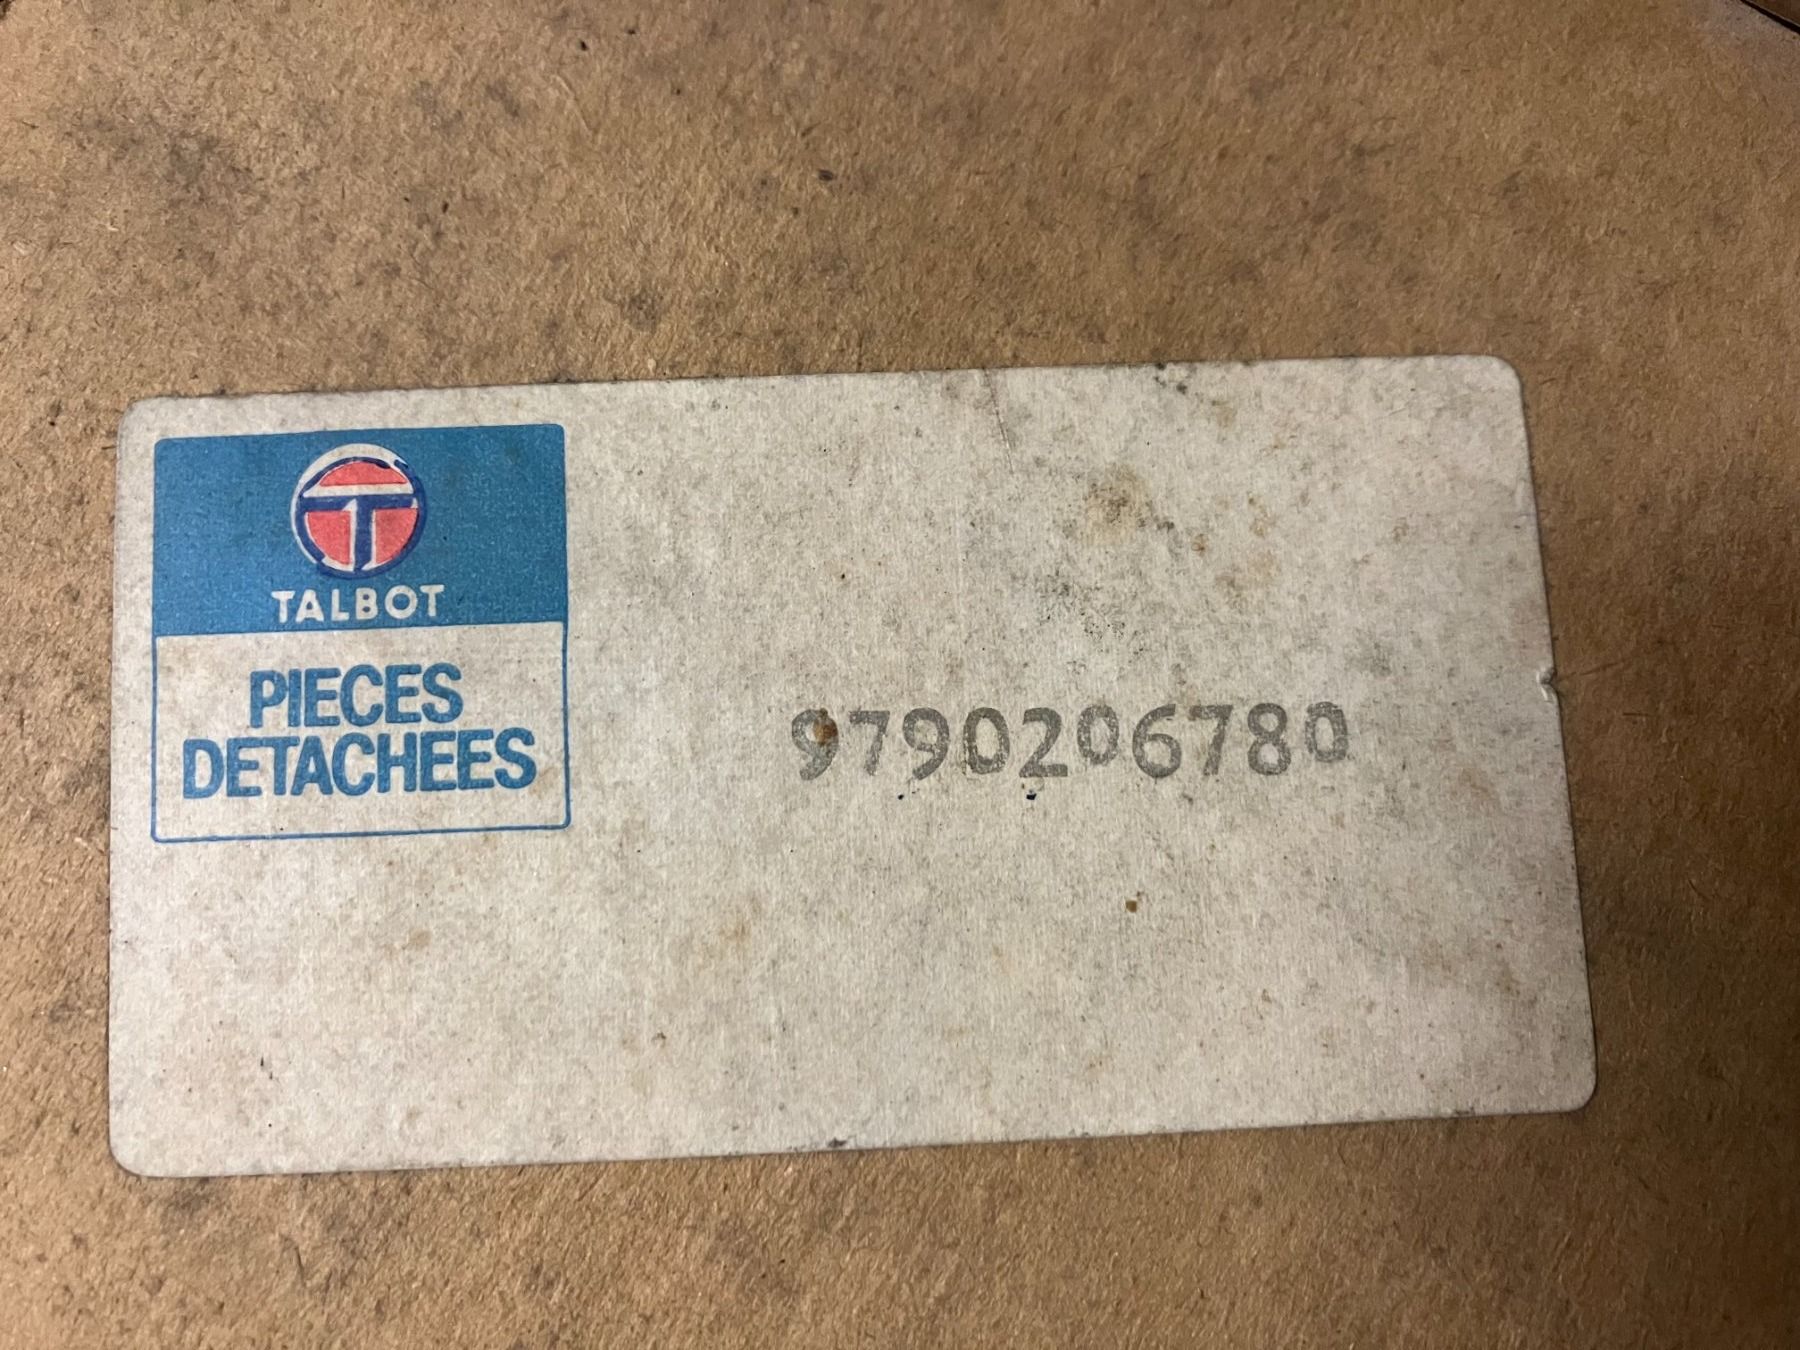 TALBOT
PIECES
DETACHEES
9790206780